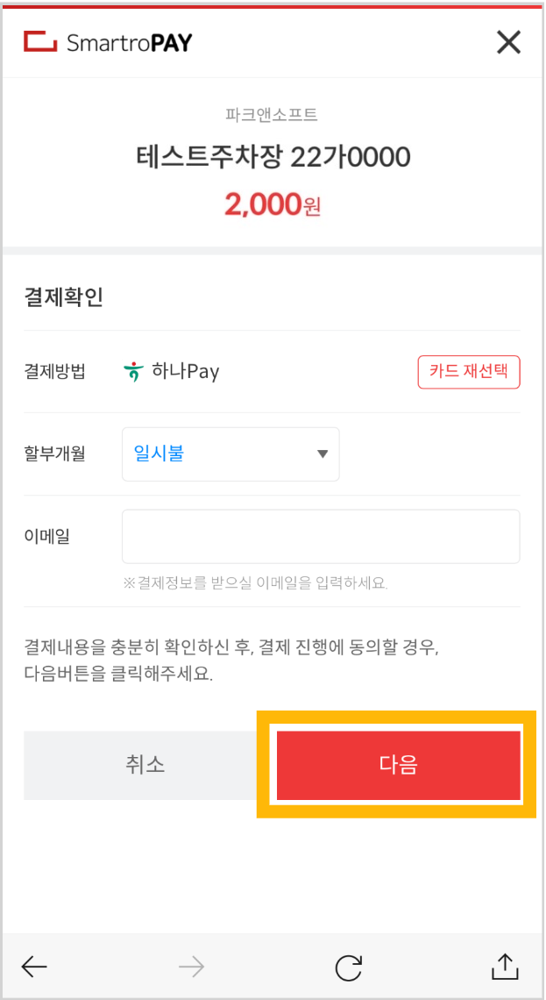 SmartroPAY
파크앤소프트
테스트주차장 22가0000
2,000원
결제확인
결제방법 하나Pay 카드 재선택
할부개월 일시불
이메일
※결제정보를 받으실 이메일을 입력하세요.
결제내용을 충분히 확인하신 후, 결제 진행에 동의할 경우,
다음버튼을 클릭해주세요.
취소 다음